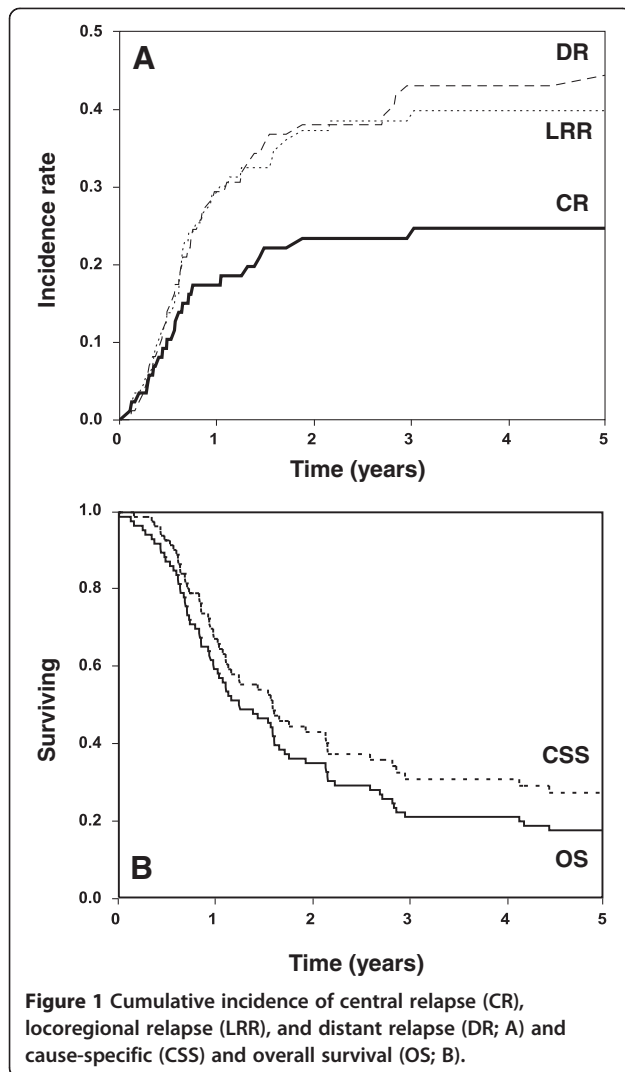 A
DR
LRR
CR
0.5
0.4
0.3
0.2
0.1
0.0
Incidence rate
0 1 2 3 4 5
Time (years)
1.0
0.8
0.6
0.4
0.2
0.0
Surviving
CSS
OS
B
0 1 2 3 4 5
Time (years)
Figure 1 Cumulative incidence of central relapse (CR),
locoregional relapse (LRR), and distant relapse (DR; A) and
cause-specific (CSS) and overall survival (OS; B).